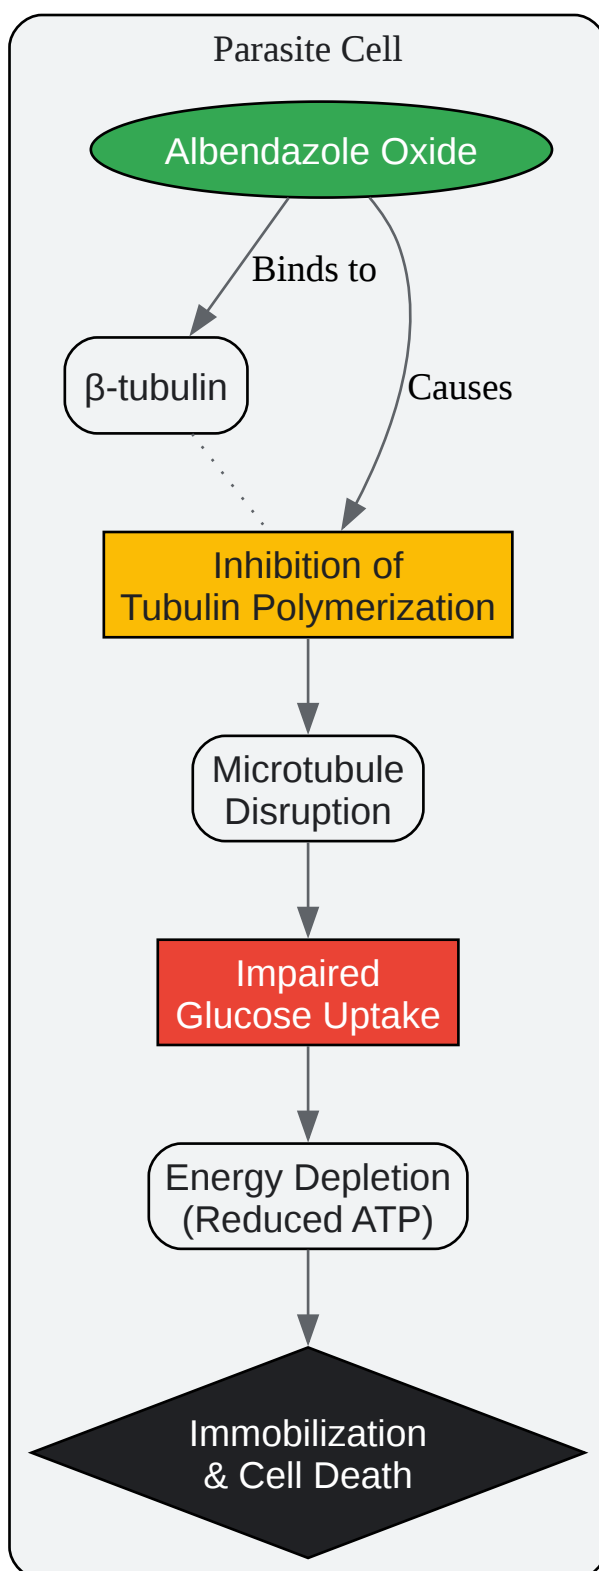 Parasite Cell
Albendazole Oxide
Binds to
β-tubulin
Causes
Inhibition of
Tubulin Polymerization
Microtubule
Disruption
Impaired
Glucose Uptake
Energy Depletion
(Reduced ATP)
Immobilization
& Cell Death